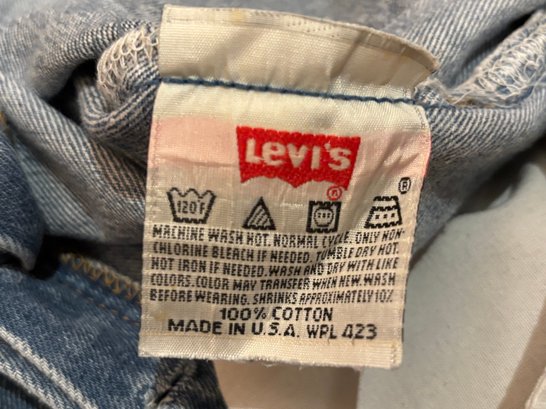 Levi's
Levi's
®
®
120F
MACHINE WASH HOT. NORMAL CYCLE. ONLY NON-
CHLORINE BLEACH IF NEEDED. TUMBLE DRY HOT.
HOT IRON IF NEEDED. WASH AND DRY WITH LIKE
COLORS. COLOR MAY TRANSFER WHEN NEW. WASH
BEFORE WEARING. SHRINKS APPROXIMATELY 10%.
100% COTTON
MADE IN U.S.A. WPL 423